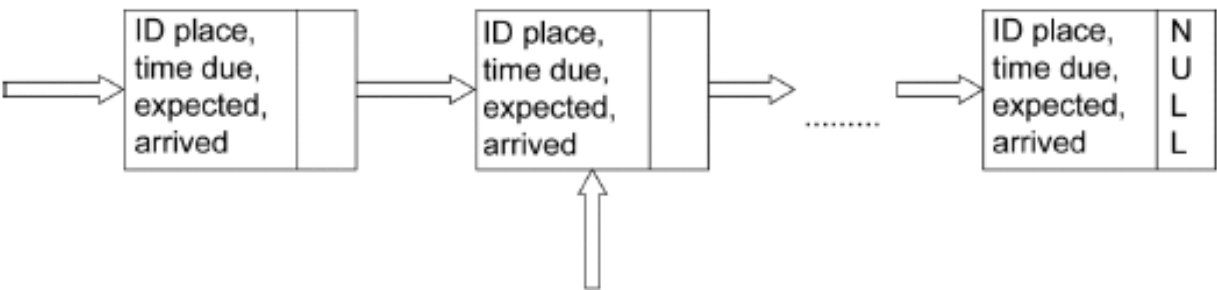 ID place,
time due,
expected,
arrived
ID place,
time due,
expected,
arrived
.........
ID place,
time due,
expected,
arrived
N
U
L
L